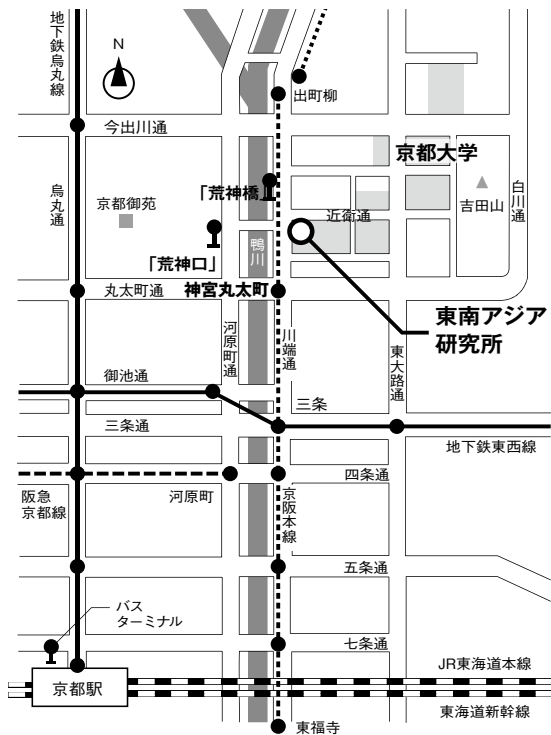 地下鉄烏丸線
N
出町柳
今出川通
京都大学
烏丸通
京都御苑
「荒神橋」
近衛通
吉田山
白川通
「荒神口」
鴨川
丸太町通
神宮丸太町
東南アジア
研究所
河原町通
川端通
東大路通
御池通
三条
三条通
地下鉄東西線
阪急
京都線
河原町
四条通
京阪本線
五条通
バス
ターミナル
七条通
京都駅
JR東海道本線
東海道新幹線
東福寺